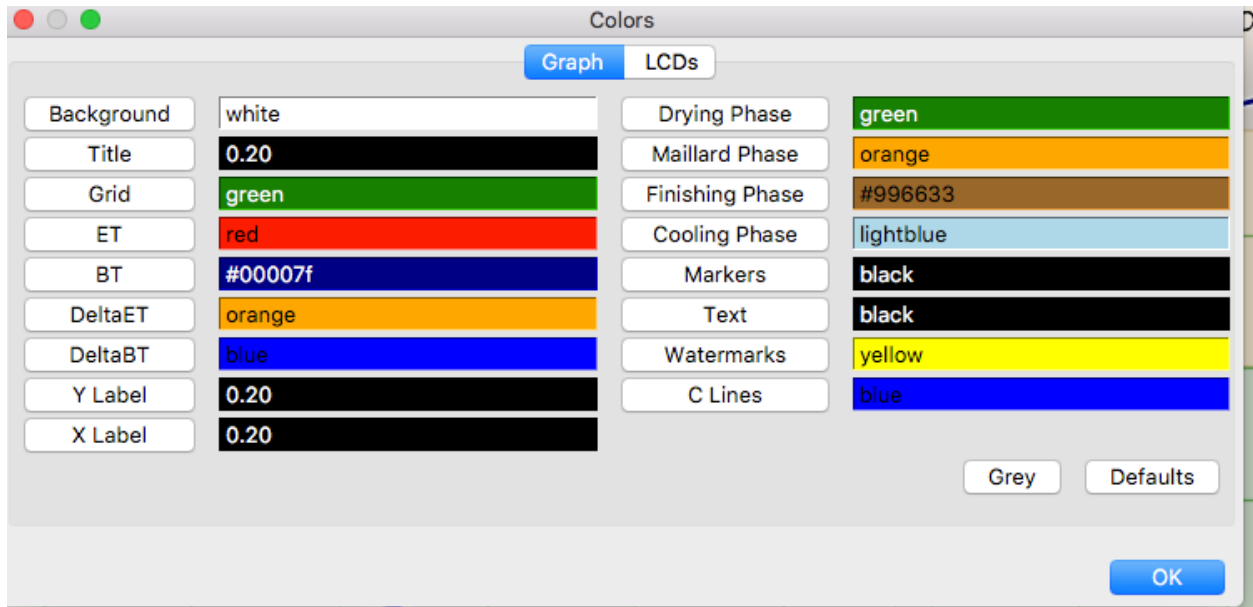 Colors
Graph LCDs
Background white Drying Phase green
Title 0.20 Maillard Phase orange
Grid green Finishing Phase #996633
ET red Cooling Phase lightblue
BT #00007f Markers black
DeltaET orange Text black
DeltaBT blue Watermarks yellow
Y Label 0.20 C Lines blue
X Label 0.20
Grey Defaults
OK